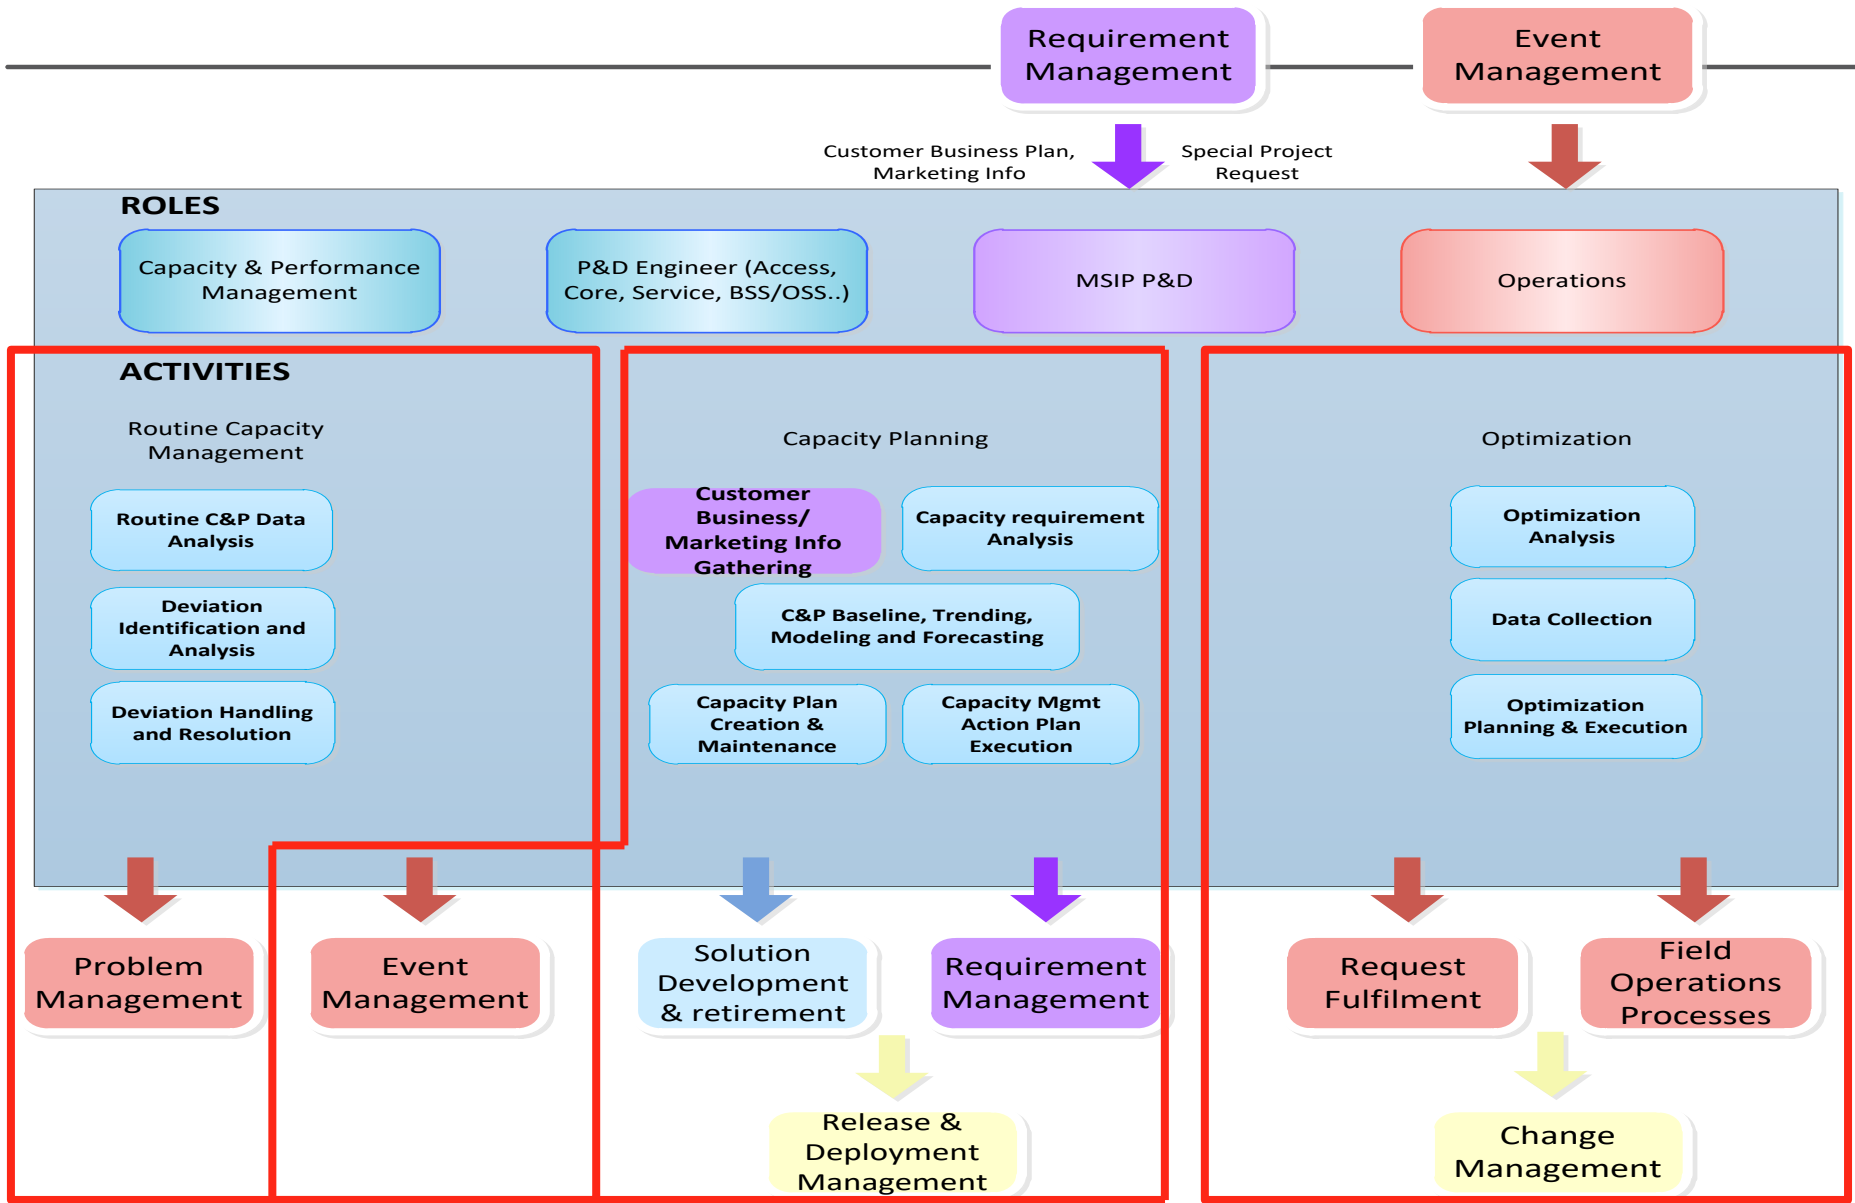 Requirement
Management
Event
Management
Customer Business Plan,
Marketing Info
Special Project
Request
ROLES
Capacity & Performance
Management
P&D Engineer (Access,
Core, Service, BSS/OSS..)
MSIP P&D
Operations
ACTIVITIES
Routine Capacity
Management
Capacity Planning
Optimization
Routine C&P Data
Analysis
Deviation
Identification and
Analysis
Deviation Handling
and Resolution
Customer
Business/
Marketing Info
Gathering
Capacity requirement
Analysis
C&P Baseline, Trending,
Modeling and Forecasting
Capacity Plan
Creation &
Maintenance
Capacity Mgmt
Action Plan
Execution
Optimization
Analysis
Data Collection
Optimization
Planning & Execution
Problem
Management
Event
Management
Solution
Development
& retirement
Requirement
Management
Request
Fulfilment
Field
Operations
Processes
Release &
Deployment
Management
Change
Management